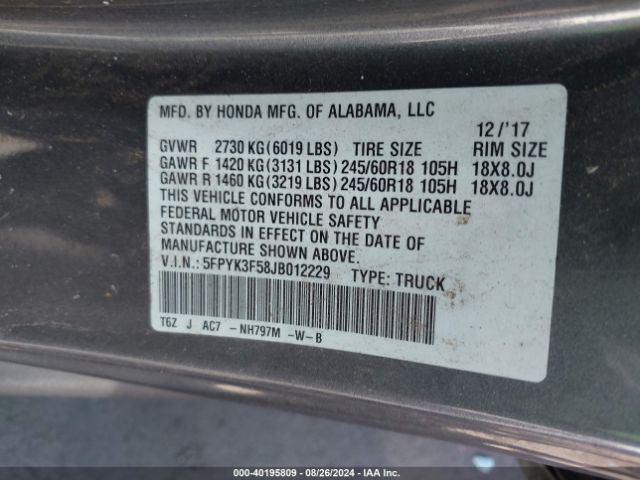 MFD. BY HONDA MFG. OF ALABAMA, LLC
12/'17
GVWR 2730 KG(6019 LBS) TIRE SIZE RIM SIZE
GAWR F 1420 KG(3131 LBS) 245/60R18 105H 18X8.0J
GAWR R 1460 KG(3219 LBS) 245/60R18 105H 18X8.0J
THIS VEHICLE CONFORMS TO ALL APPLICABLE
FEDERAL MOTOR VEHICLE SAFETY
STANDARDS IN EFFECT ON THE DATE OF
MANUFACTURE SHOWN ABOVE.
V.I.N.: 5FPYK3F58JB012229 TYPE: TRUCK
T6Z J AC7 -NH797M -W-B
000-40195809 - 08/26/2024 - IAA Inc.